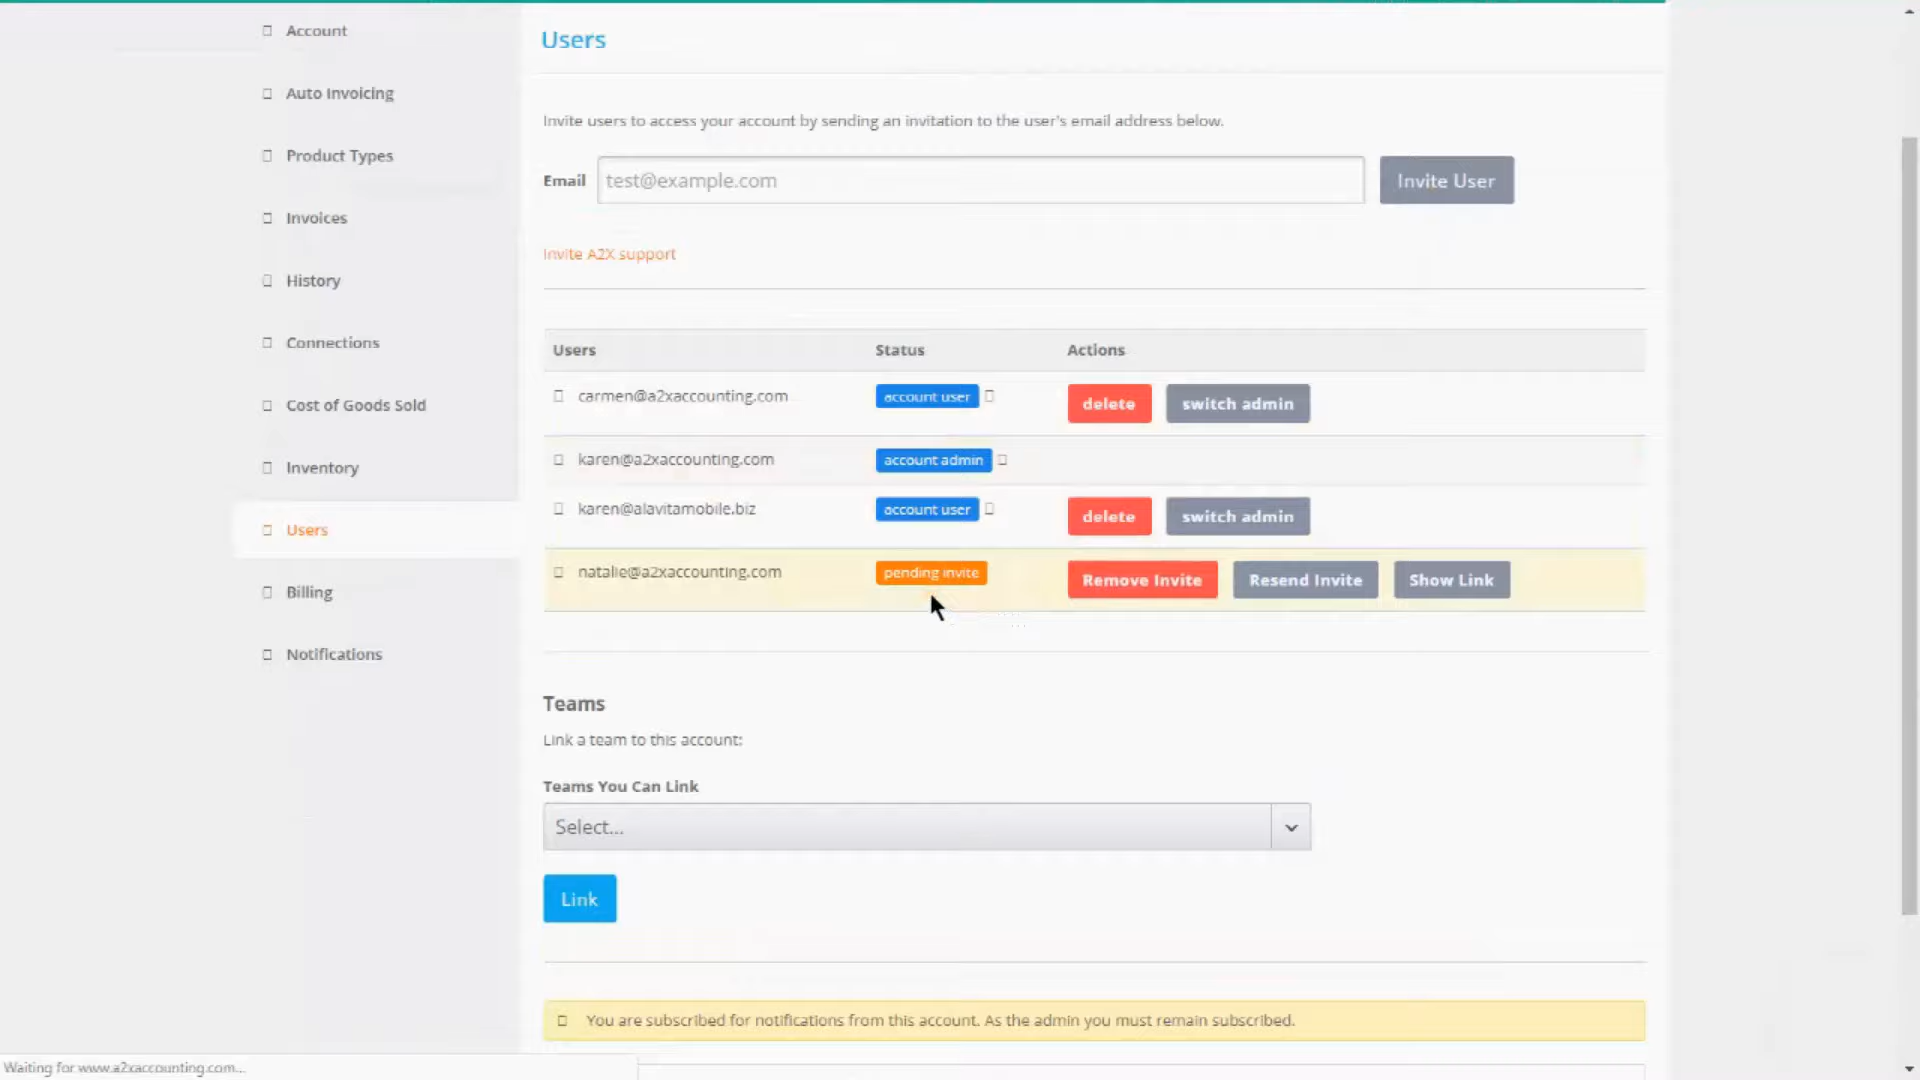 Account
Auto Invoicing
Product Types
Invoices
History
Connections
Cost of Goods Sold
Inventory
Users
Billing
Notifications
Users
Invite users to access your account by sending an invitation to the user's email address below.
Email test@example.com Invite User
Invite A2X support
Users Status Actions
carmen@a2xaccounting.com account user delete switch admin
karen@a2xaccounting.com account admin
karen@alavitamobile.biz account user delete switch admin
natalie@a2xaccounting.com pending invite Remove Invite Resend Invite Show Link
Teams
Link a team to this account:
Teams You Can Link
Select...
Link
You are subscribed for notifications from this account. As the admin you must remain subscribed.
Waiting for www.a2xaccounting.com...